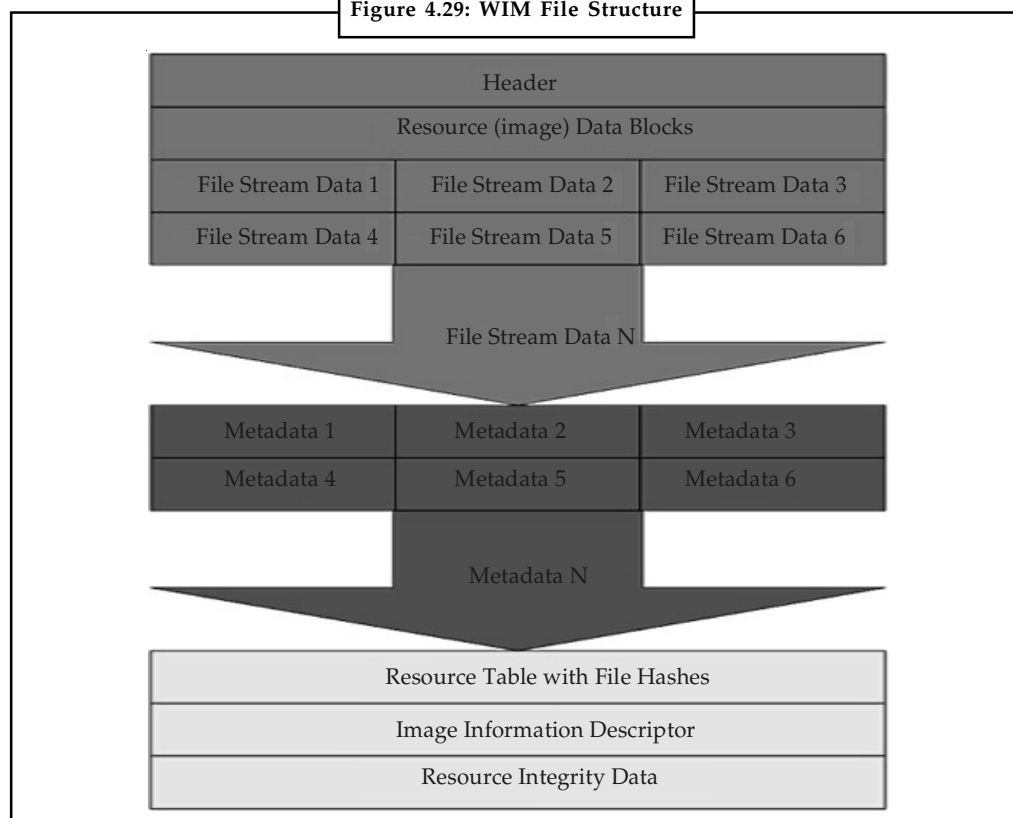 Figure 4.29: WIM File Structure
Header
Resource (image) Data Blocks
File Stream Data 1 File Stream Data 2 File Stream Data 3
File Stream Data 4 File Stream Data 5 File Stream Data 6
File Stream Data N
Metadata 1 Metadata 2 Metadata 3
Metadata 4 Metadata 5 Metadata 6
Metadata N
Resource Table with File Hashes
Image Information Descriptor
Resource Integrity Data